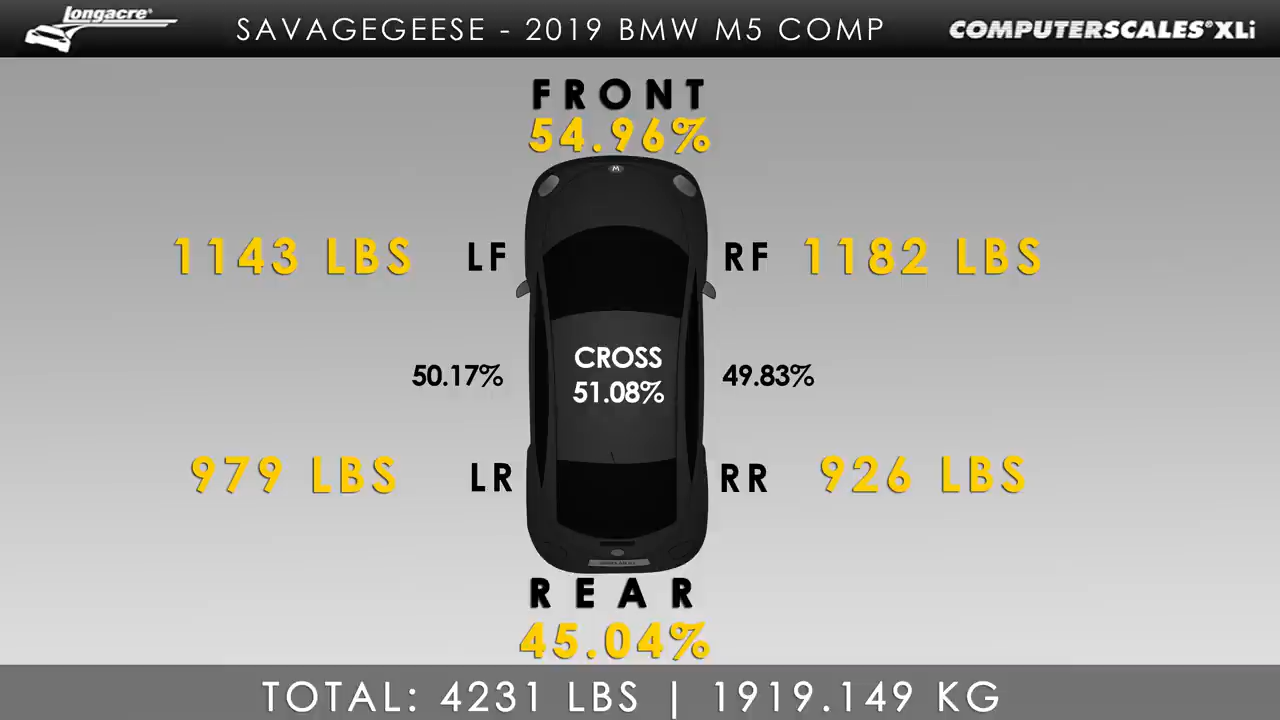 Longacre®
SAVAGEGEESE - 2019 BMW M5 COMP
COMPUTERSCALES®XLi
FRONT
54.96%
M
1143 LBS LF RF 1182 LBS
CROSS
50.17% 51.08% 49.83%
979 LBS LR RR 926 LBS
REAR
45.04%
TOTAL: 4231 LBS | 1919.149 KG